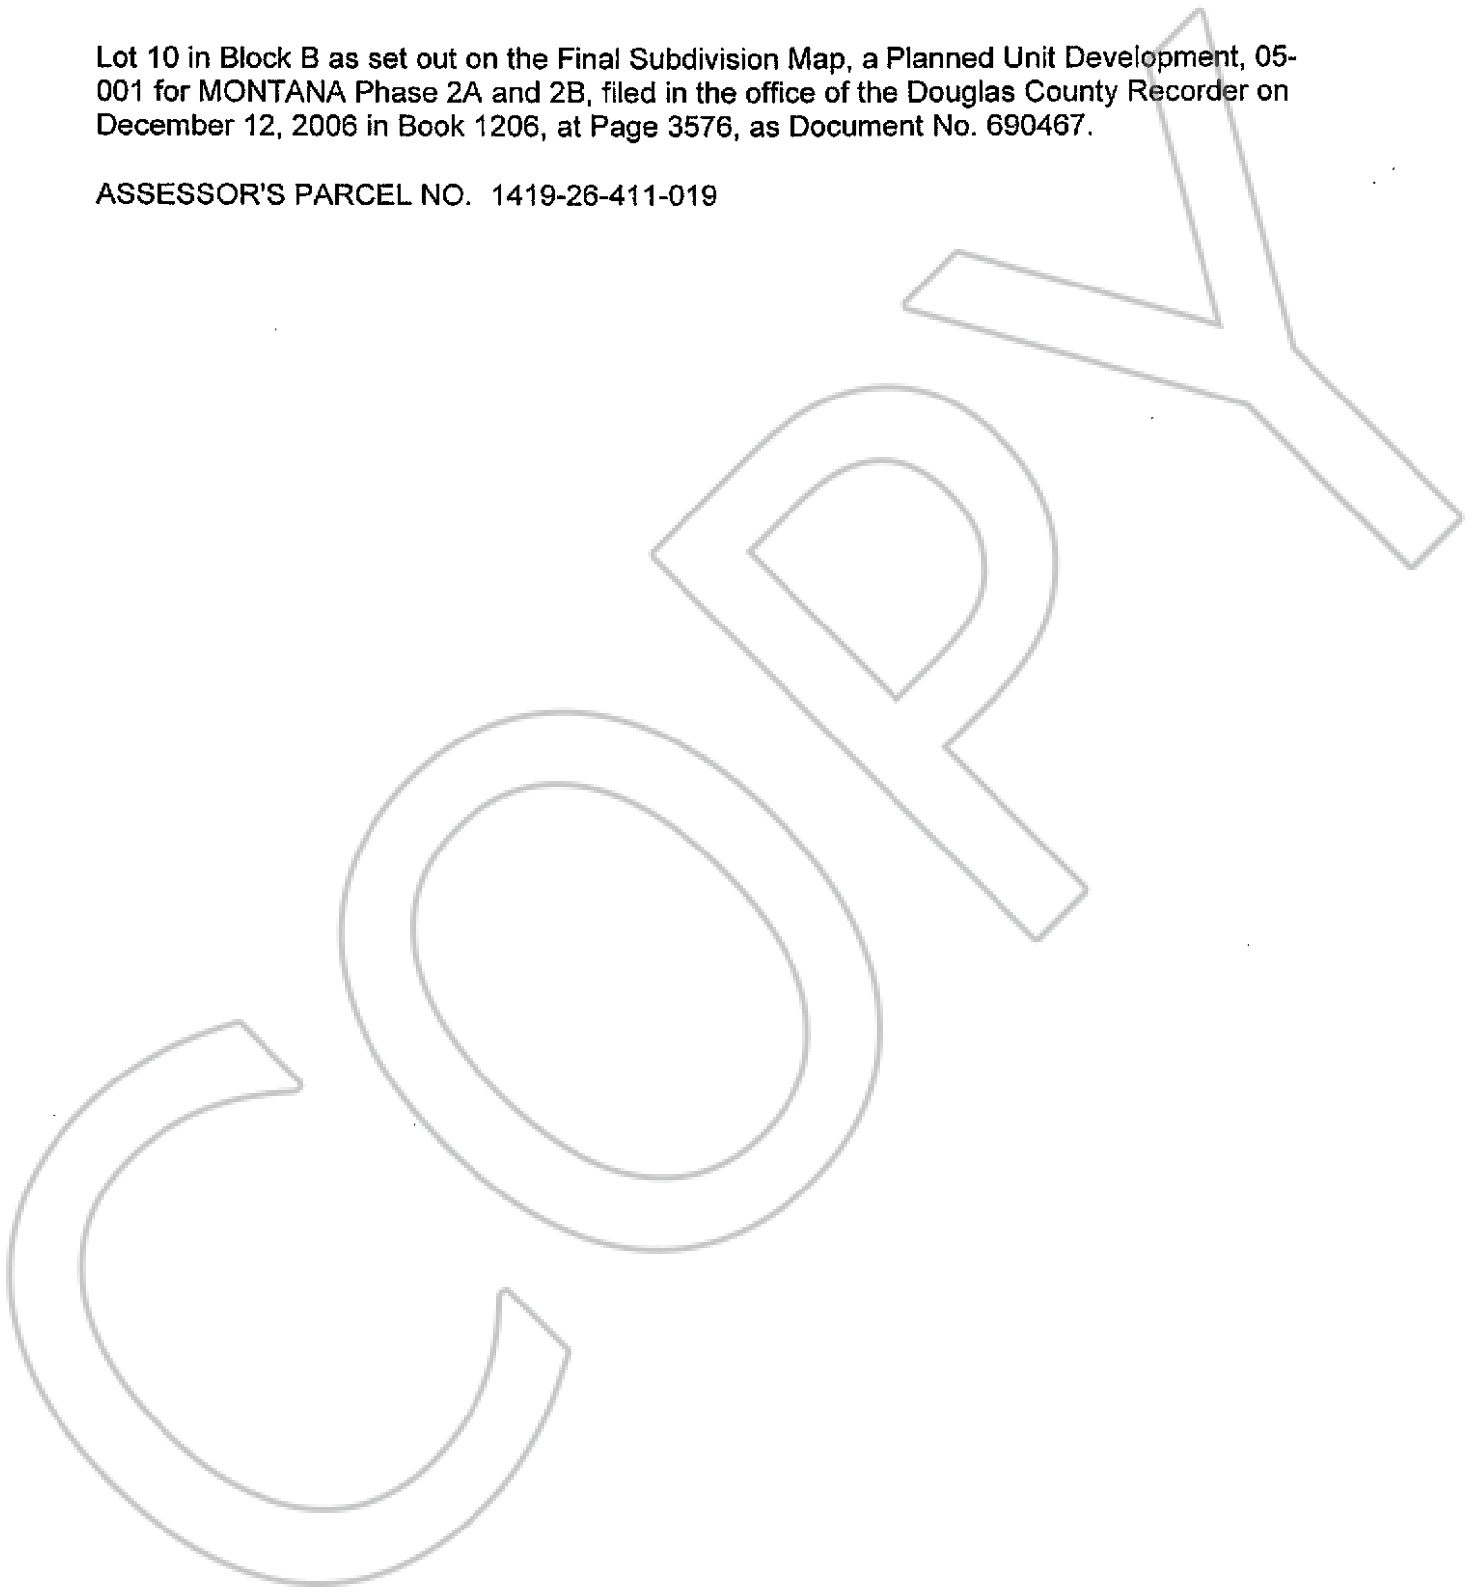 Lot 10 in Block B as set out on the Final Subdivision Map, a Planned Unit Development, 05-
001 for MONTANA Phase 2A and 2B, filed in the office of the Douglas County Recorder on
December 12, 2006 in Book 1206, at Page 3576, as Document No. 690467.
ASSESSOR'S PARCEL NO. 1419-26-411-019
COPY